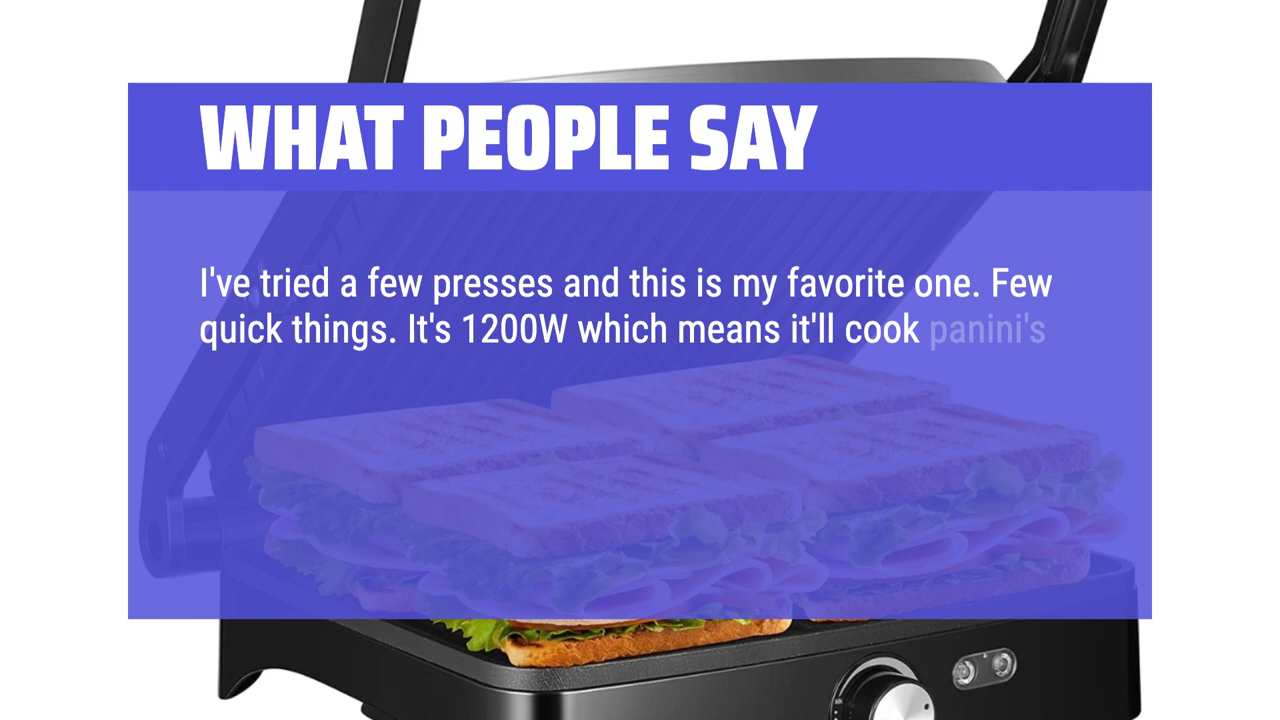 WHAT PEOPLE SAY
I've tried a few presses and this is my favorite one. Few
quick things. It's 1200W which means it'll cook panini's